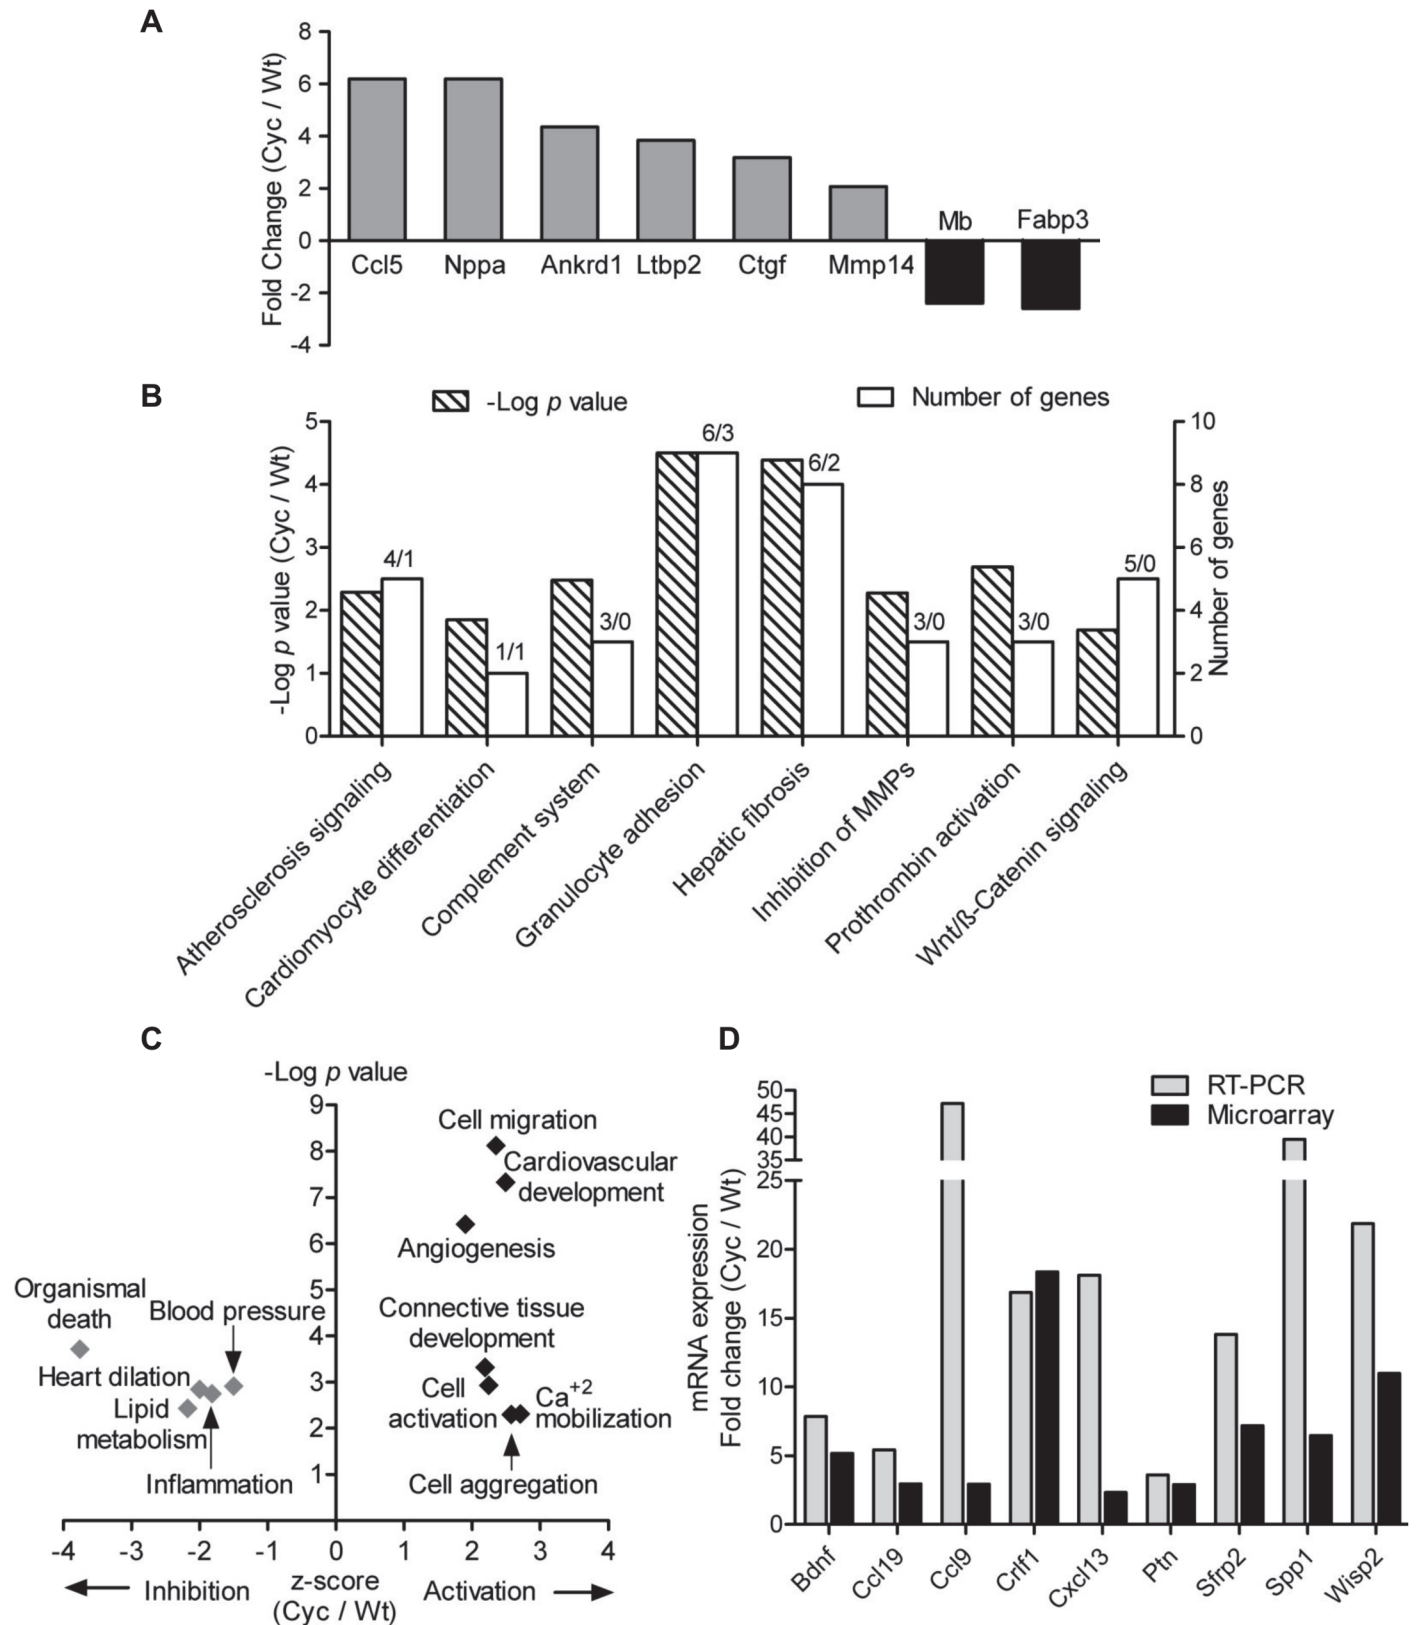 A
Fold Change (Cyc / Wt)
8
6
4
2
0
-2
-4
Ccl5
Nppa
Ankrd1
Ltbp2
Ctgf
Mmp14
Mb
Fabp3
B
-Log p value
Number of genes
-Log p value (Cyc / Wt)
5
4
3
2
1
0
4/1
1/1
3/0
6/3
6/2
3/0
3/0
5/0
10
8
6
4
2
0
Number of genes
Atherosclerosis signaling
Cardiomyocyte differentiation
Complement system
Granulocyte adhesion
Hepatic fibrosis
Inhibition of MMPs
Prothrombin activation
Wnt/ß-Catenin signaling
C
-Log p value
9
8
7
6
5
4
3
2
1
Cell migration
Cardiovascular
development
Angiogenesis
Organismal
death
Blood pressure
Connective tissue
development
Heart dilation
Lipid
metabolism
Cell
activation
Ca+2
mobilization
Inflammation
Cell aggregation
-4
-3
-2
-1
0
1
2
3
4
Inhibition
z-score
(Cyc / Wt)
Activation
D
RT-PCR
Microarray
mRNA expression
Fold change (Cyc / Wt)
50
45
40
35
25
20
15
10
5
0
Bdnf
Ccl19
Ccl9
Crlf1
Cxcl13
Ptn
Sfrp2
Spp1
Wisp2